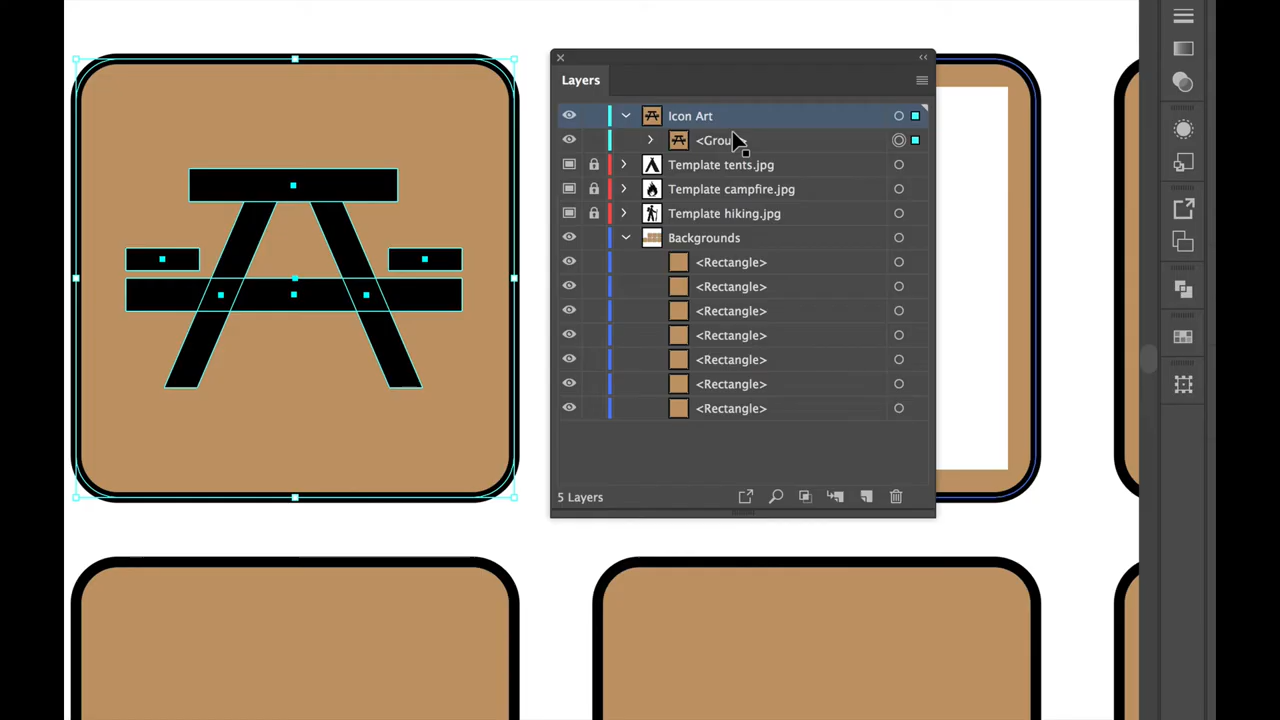 Layers
Icon Art
<Grou
Template tents.jpg
Template campfire.jpg
Template hiking.jpg
Backgrounds
<Rectangle>
<Rectangle>
<Rectangle>
<Rectangle>
<Rectangle>
<Rectangle>
<Rectangle>
5 Layers